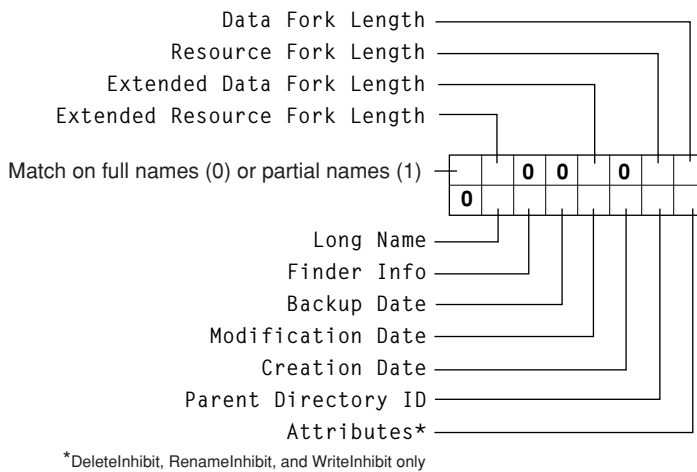 Data Fork Length
Resource Fork Length
Extended Data Fork Length
Extended Resource Fork Length
Match on full names (0) or partial names (1)
0 0 0
0
Long Name
Finder Info
Backup Date
Modification Date
Creation Date
Parent Directory ID
Attributes*
*DeleteInhibit, RenameInhibit, and WriteInhibit only